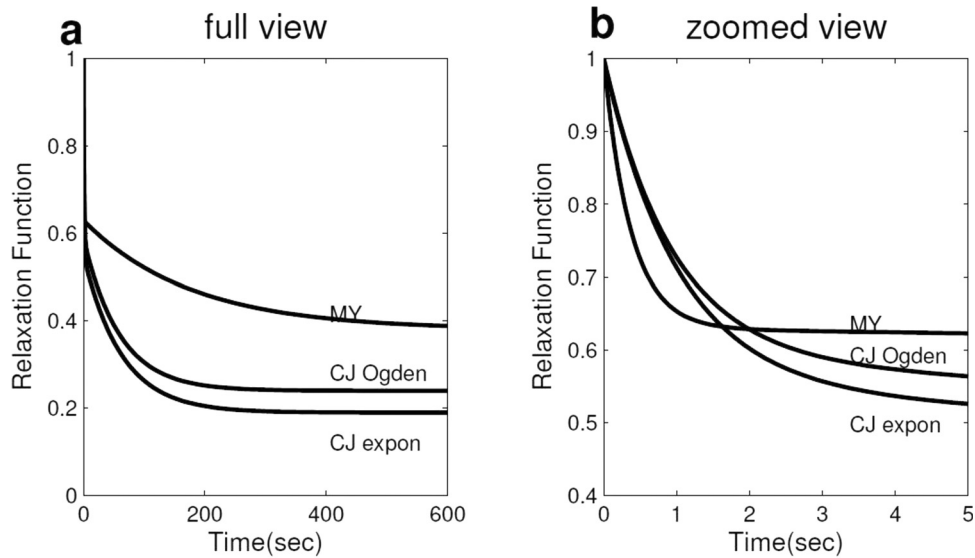 a full view
1
0.8
0.6
0.4
0.2
0
0 200 400 600
Relaxation Function
Time(sec)
MY
CJ Ogden
CJ expon
b zoomed view
1
0.9
0.8
0.7
0.6
0.5
0.4
0 1 2 3 4 5
Relaxation Function
Time(sec)
MY
CJ Ogden
CJ expon